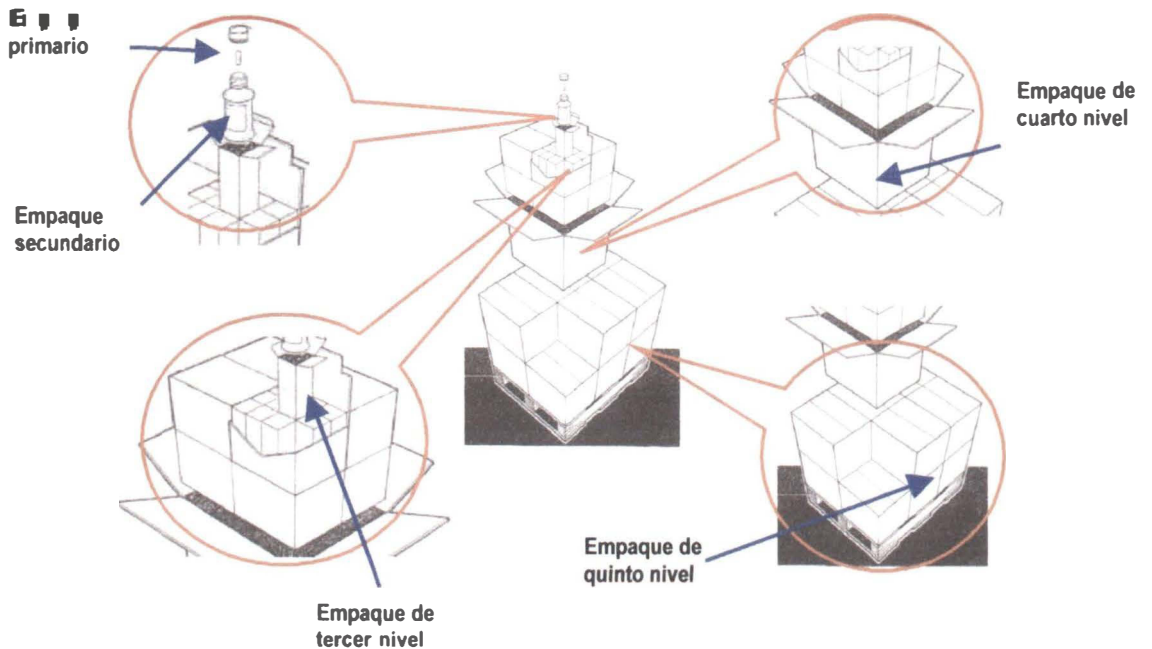 primario
Empaque de
cuarto nivel
Empaque
secundario
Empaque de
quinto nivel
Empaque de
tercer nivel